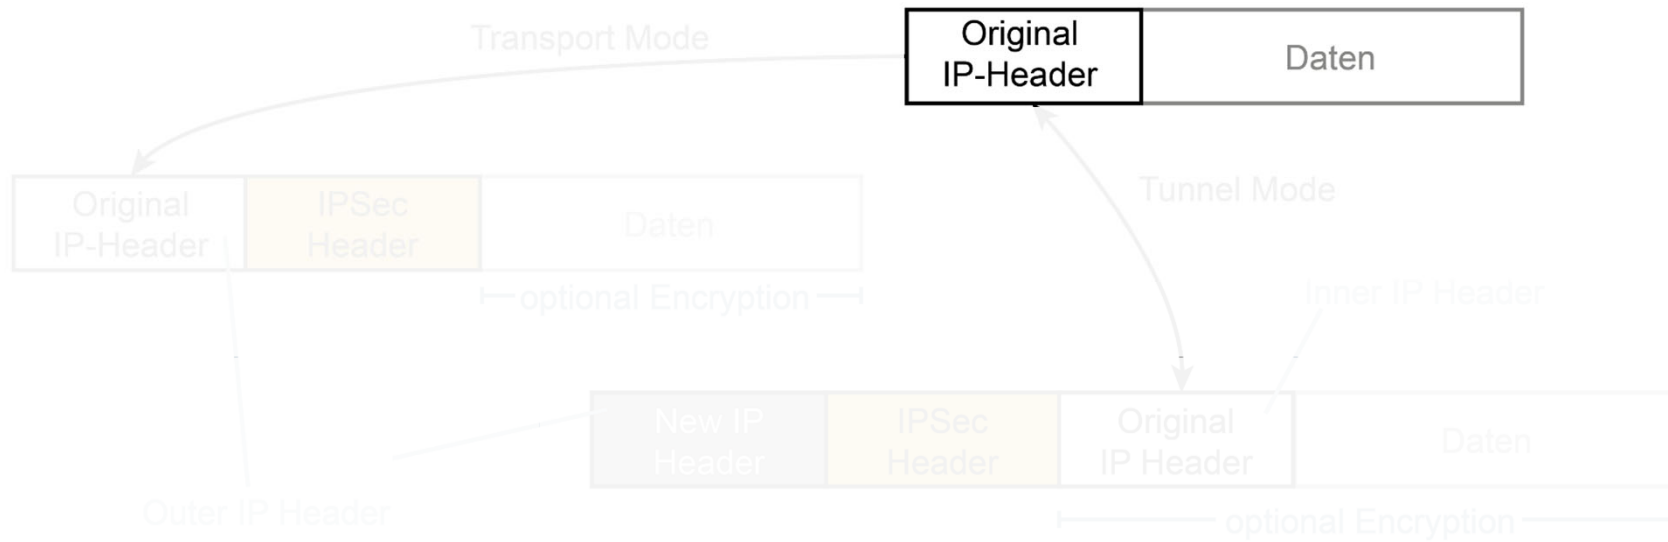 Transport Mode
Original
IP-Header
Daten
Tunnel Mode
Original
IP-Header
IPSec
Header
Daten
optional Encryption
Inner IP Header
New IP
Header
IPSec
Header
Original
IP Header
Daten
Outer IP Header
optional Encryption